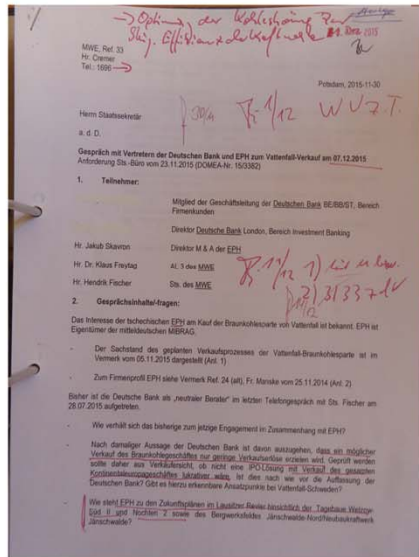 MWE, Ref. 33
Hr. Cremer
Tel.: 1696
Potsdam, 2015-11-30
Herrn Staatssekretär
a. d. D.
W V z. T.
Gespräch mit Vertretern der Deutschen Bank und EPH zum Vattenfall-Verkauf am 07.12.2015
Anforderung Sts.-Büro vom 23.11.2015 (DOMEA-Nr. 15/3382)
1. Teilnehmer:
Mitglied der Geschäftsleitung der Deutschen Bank BE/BB/ST, Bereich
Firmenkunden
Direktor Deutsche Bank London, Bereich Investment Banking
Hr. Jakub Skavron Direktor M & A der EPH
Hr. Dr. Klaus Freytag AL 3 des MWE
Hr. Hendrik Fischer Sts. des MWE
2. Gesprächsinhalte/-fragen:
Das Interesse der tschechischen EPH am Kauf der Braunkohlesparte von Vattenfall ist bekannt. EPH ist
Eigentümer der mitteldeutschen MIBRAG.
- Der Sachstand des geplanten Verkaufsprozesses der Vattenfall-Braunkohlesparte ist im
Vermerk vom 05.11.2015 dargestellt (Anl. 1)
- Zum Firmenprofil EPH siehe Vermerk Ref. 24 (alt), Fr. Manske vom 25.11.2014 (Anl. 2)
Bisher ist die Deutsche Bank als „neutraler Berater" im letzten Telefongespräch mit Sts. Fischer am
28.07.2015 aufgetreten.
- Wie verhält sich das bisherige zum jetzige Engagement in Zusammenhang mit EPH?
- Nach damaliger Aussage der Deutschen Bank ist davon auszugehen, dass ein möglicher
Verkauf des Braunkohlegeschäftes nur geringe Verkaufserlöse erzielen wird. Geprüft werden
sollte daher aus Verkäufersicht, ob nicht eine IPO-Lösung mit Verkauf des gesamten
Kontinentaleuropageschäftes lukrativer wäre. Ist dies nach wie vor die Auffassung der
Deutschen Bank? Gibt es hierzu erkennbare Ansatzpunkte bei Vattenfall-Schweden?
- Wie steht EPH zu den Zukunftsplänen im Lausitzer Revier hinsichtlich der Tagebaue Welzow-
Süd II und Nochten 2 sowie des Bergwerksfeldes Jänschwalde-Nord/Neubaukraftwerk
Jänschwalde?